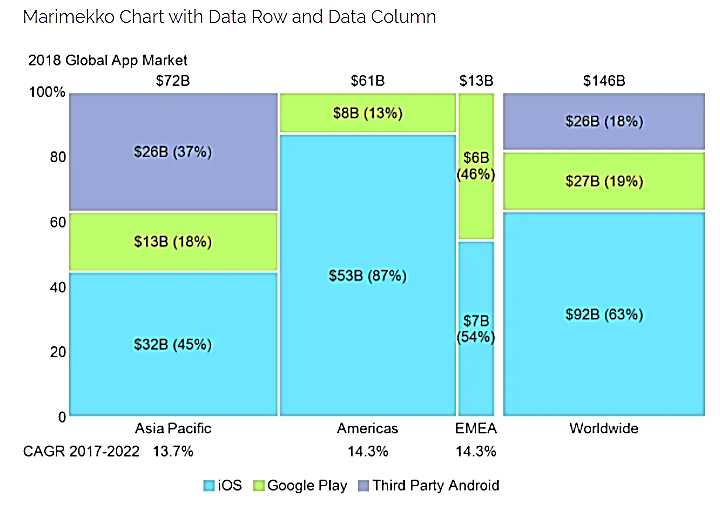 Marimekko Chart with Data Row and Data Column
2018 Global App Market
$72B $61B $13B $146B
100%
$8B (13%)
$26B (37%) $26B (18%)
80
$6B
(46%)
$27B (19%)
60
$13B (18%)
$53B (87%)
40
$92B (63%)
$7B
(54%)
$32B (45%)
20
0
Asia Pacific Americas EMEA Worldwide
CAGR 2017-2022 13.7% 14.3% 14.3%
iOS Google Play Third Party Android